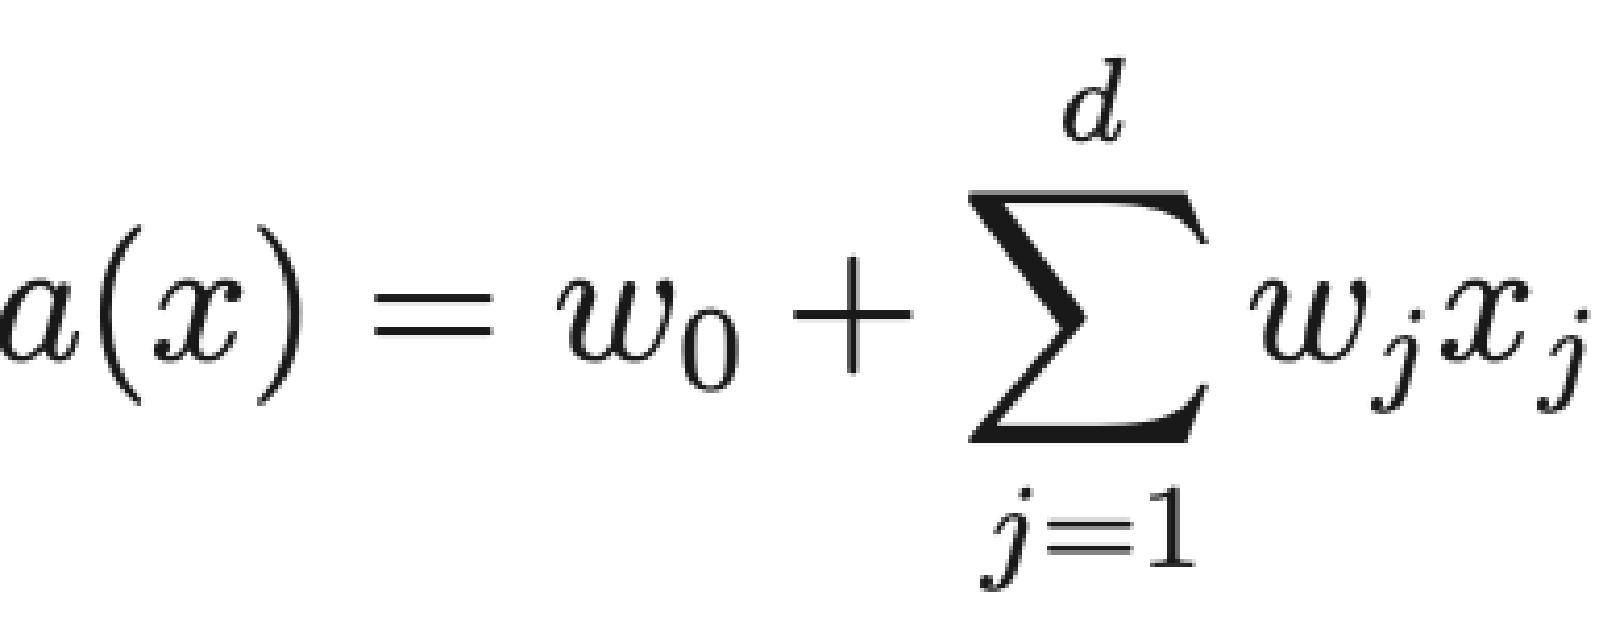 a(x) = w_0 + \sum_{j=1}^{d} w_j x_j